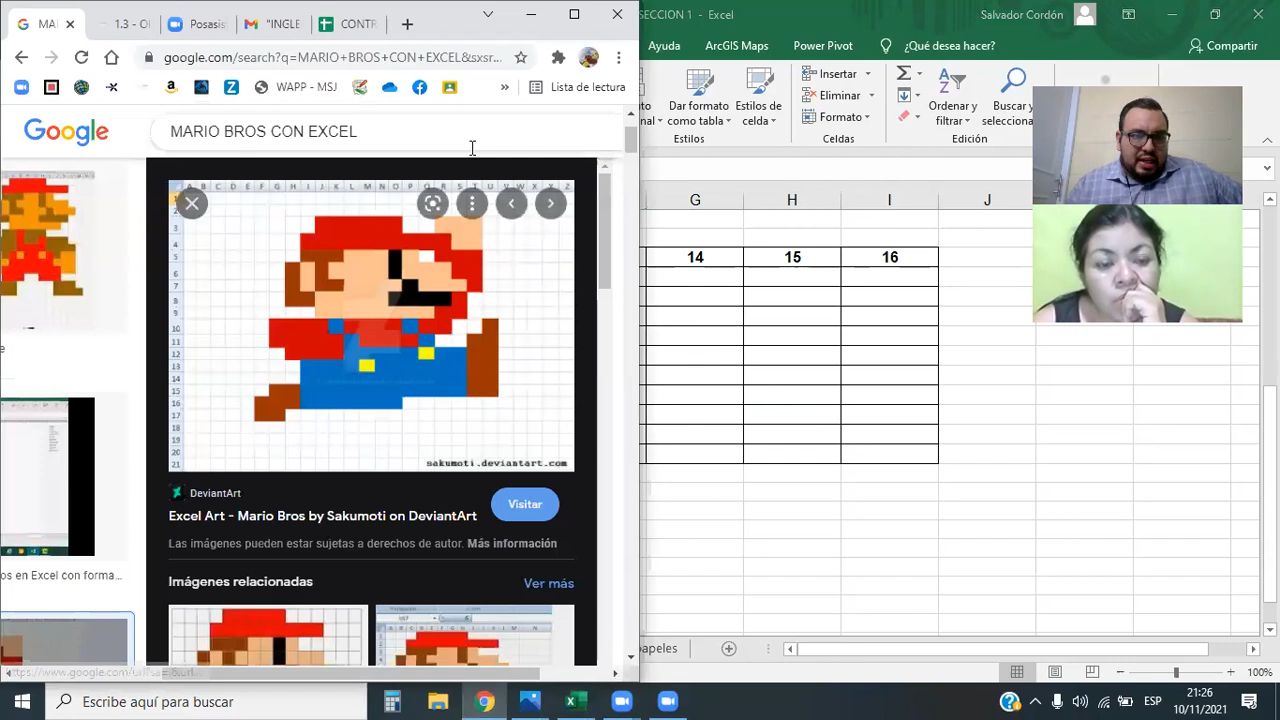 MA
1.3 - Ol
Posasis
"INGLE
CONTR
google.com/search?q=MARIO+BROS+CON+EXCEL&sxsr...
WAPP - MSJ
Lista de lectura
Google
MARIO BROS CON EXCEL
sakumoti.deviantart.com
DeviantArt
Visitar
Excel Art - Mario Bros by Sakumoti on DeviantArt
Las imágenes pueden estar sujetas a derechos de autor. Más información
Imágenes relacionadas
Ver más
os en Excel con forma...
SECCION 1 - Excel
Salvador Cordón
Ayuda
ArcGIS Maps
Power Pivot
¿Qué desea hacer?
Compartir
Dar formato
como tabla
Estilos de
celda
Insertar
Eliminar
Formato
Ordenar y
filtrar
Buscar y
Estilos
Celdas
G H I J
14 15 16
papeles
100%
Escribe aquí para buscar
ESP
21:26
10/11/2021